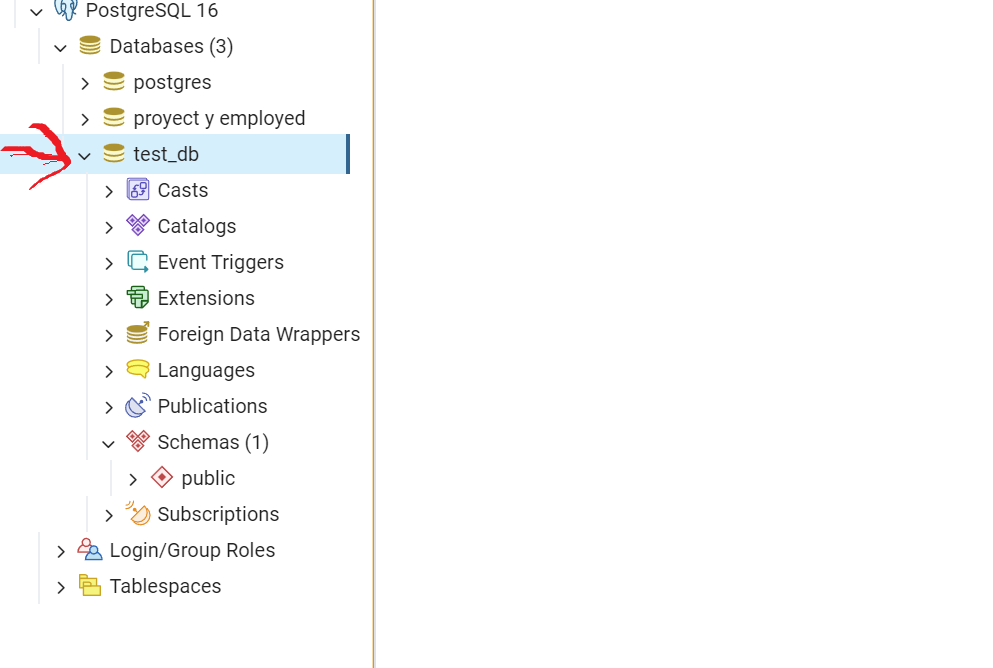 PostgreSQL 16
Databases (3)
postgres
proyect y employed
test_db
Casts
Catalogs
Event Triggers
Extensions
Foreign Data Wrappers
Languages
Publications
Schemas (1)
public
Subscriptions
Login/Group Roles
Tablespaces